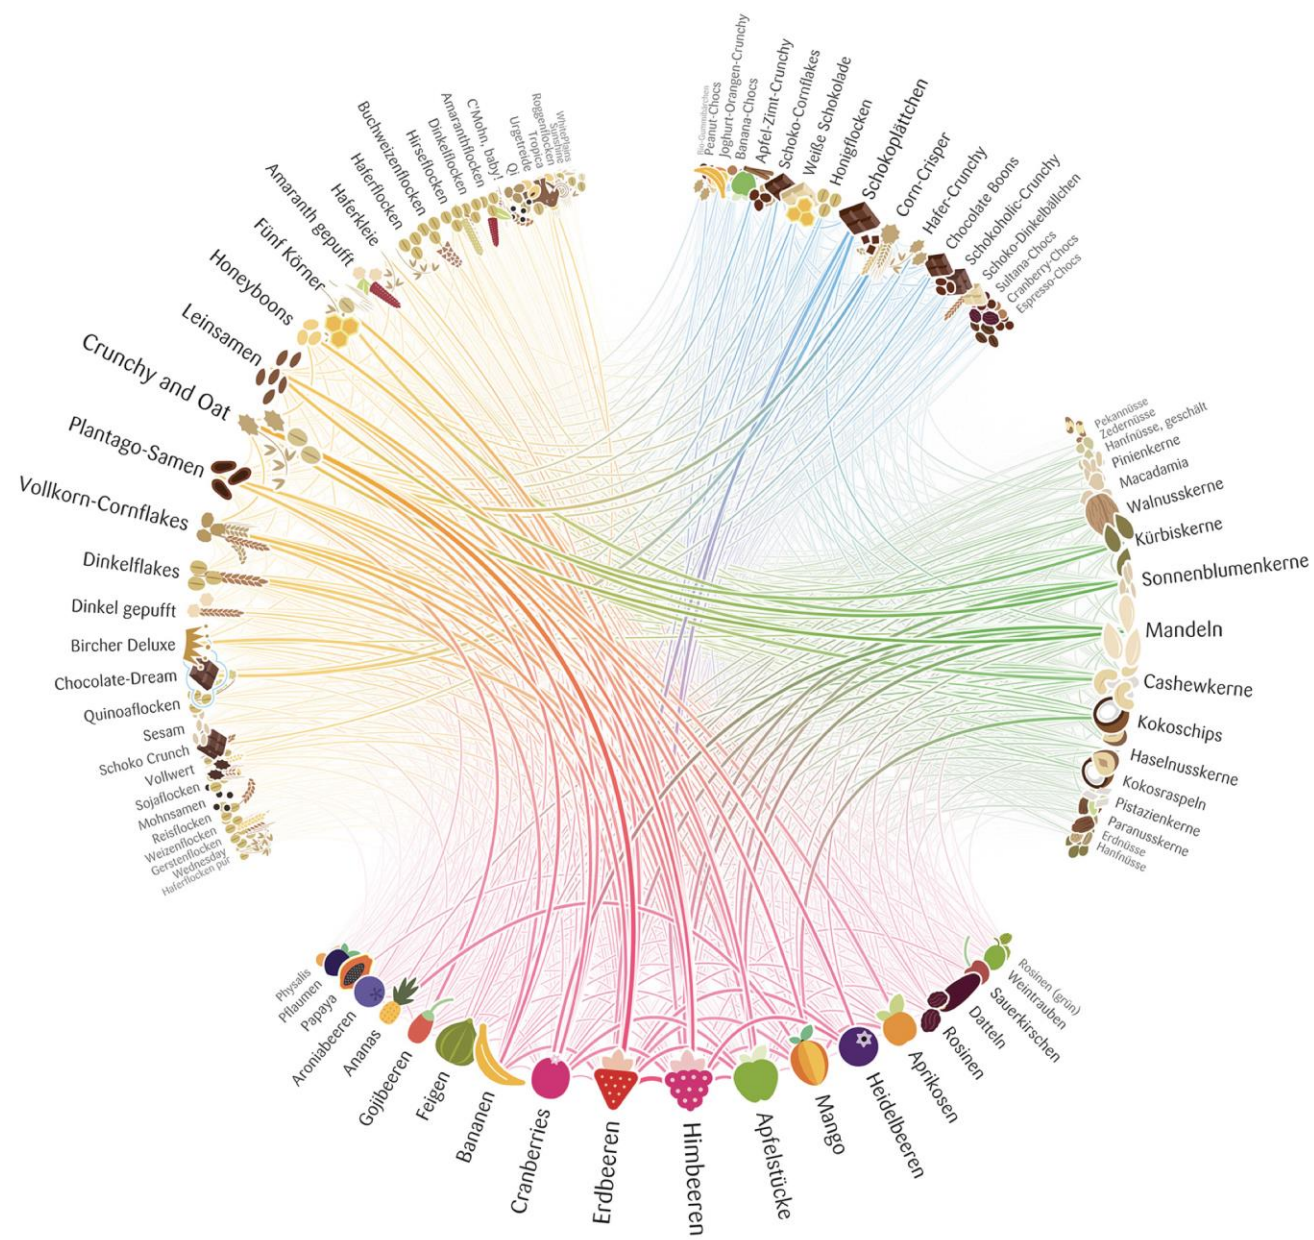 Bio-Gummibärchen
Peanut-Chocs
Joghurt-Orangen-Crunchy
Banana-Chocs
Apfel-Zimt-Crunchy
Schoko-Cornflakes
Weiße Schokolade
Honigflocken
Schokoplättchen
Corn-Crisper
Hafer-Crunchy
Chocolate Boons
Schokoholic-Crunchy
Schoko-Dinkelbällchen
Sultana-Chocs
Cranberry-Chocs
Espresso-Chocs
Pekannüsse
Zedernüsse
Hanfnüsse, geschält
Pinienkerne
Macadamia
Walnusskerne
Kürbiskerne
Sonnenblumenkerne
Mandeln
Cashewkerne
Kokoschips
Haselnusskerne
Kokosraspeln
Pistazienkerne
Paranusskerne
Erdnüsse
Hanfnüsse
Rosinen (grün)
Weintrauben
Sauerkirschen
Datteln
Rosinen
Aprikosen
Heidelbeeren
Mango
Apfelstücke
Himbeeren
Erdbeeren
Cranberries
Bananen
Feigen
Gojibeeren
Ananas
Aroniabeeren
Papaya
Pflaumen
Physalis
Haferflocken pur
Wednesday
Gerstenflocken
Weizenflocken
Reisflocken
Mohnsamen
Sojaflocken
Vollwert
Schoko Crunch
Sesam
Quinoaflocken
Chocolate-Dream
Bircher Deluxe
Dinkel gepufft
Dinkelflakes
Vollkorn-Cornflakes
Plantago-Samen
Crunchy and Oat
Leinsamen
Honeyboons
Fünf Körner
Amaranth gepufft
Haferkleie
Haferflocken
Buchweizenflocken
Hirseflocken
Dinkelflocken
Amaranthflocken
C'Mohn, baby!
Qi
Urgetreide
Tropica
Roggenflocken
Sunshine
WhitePlains